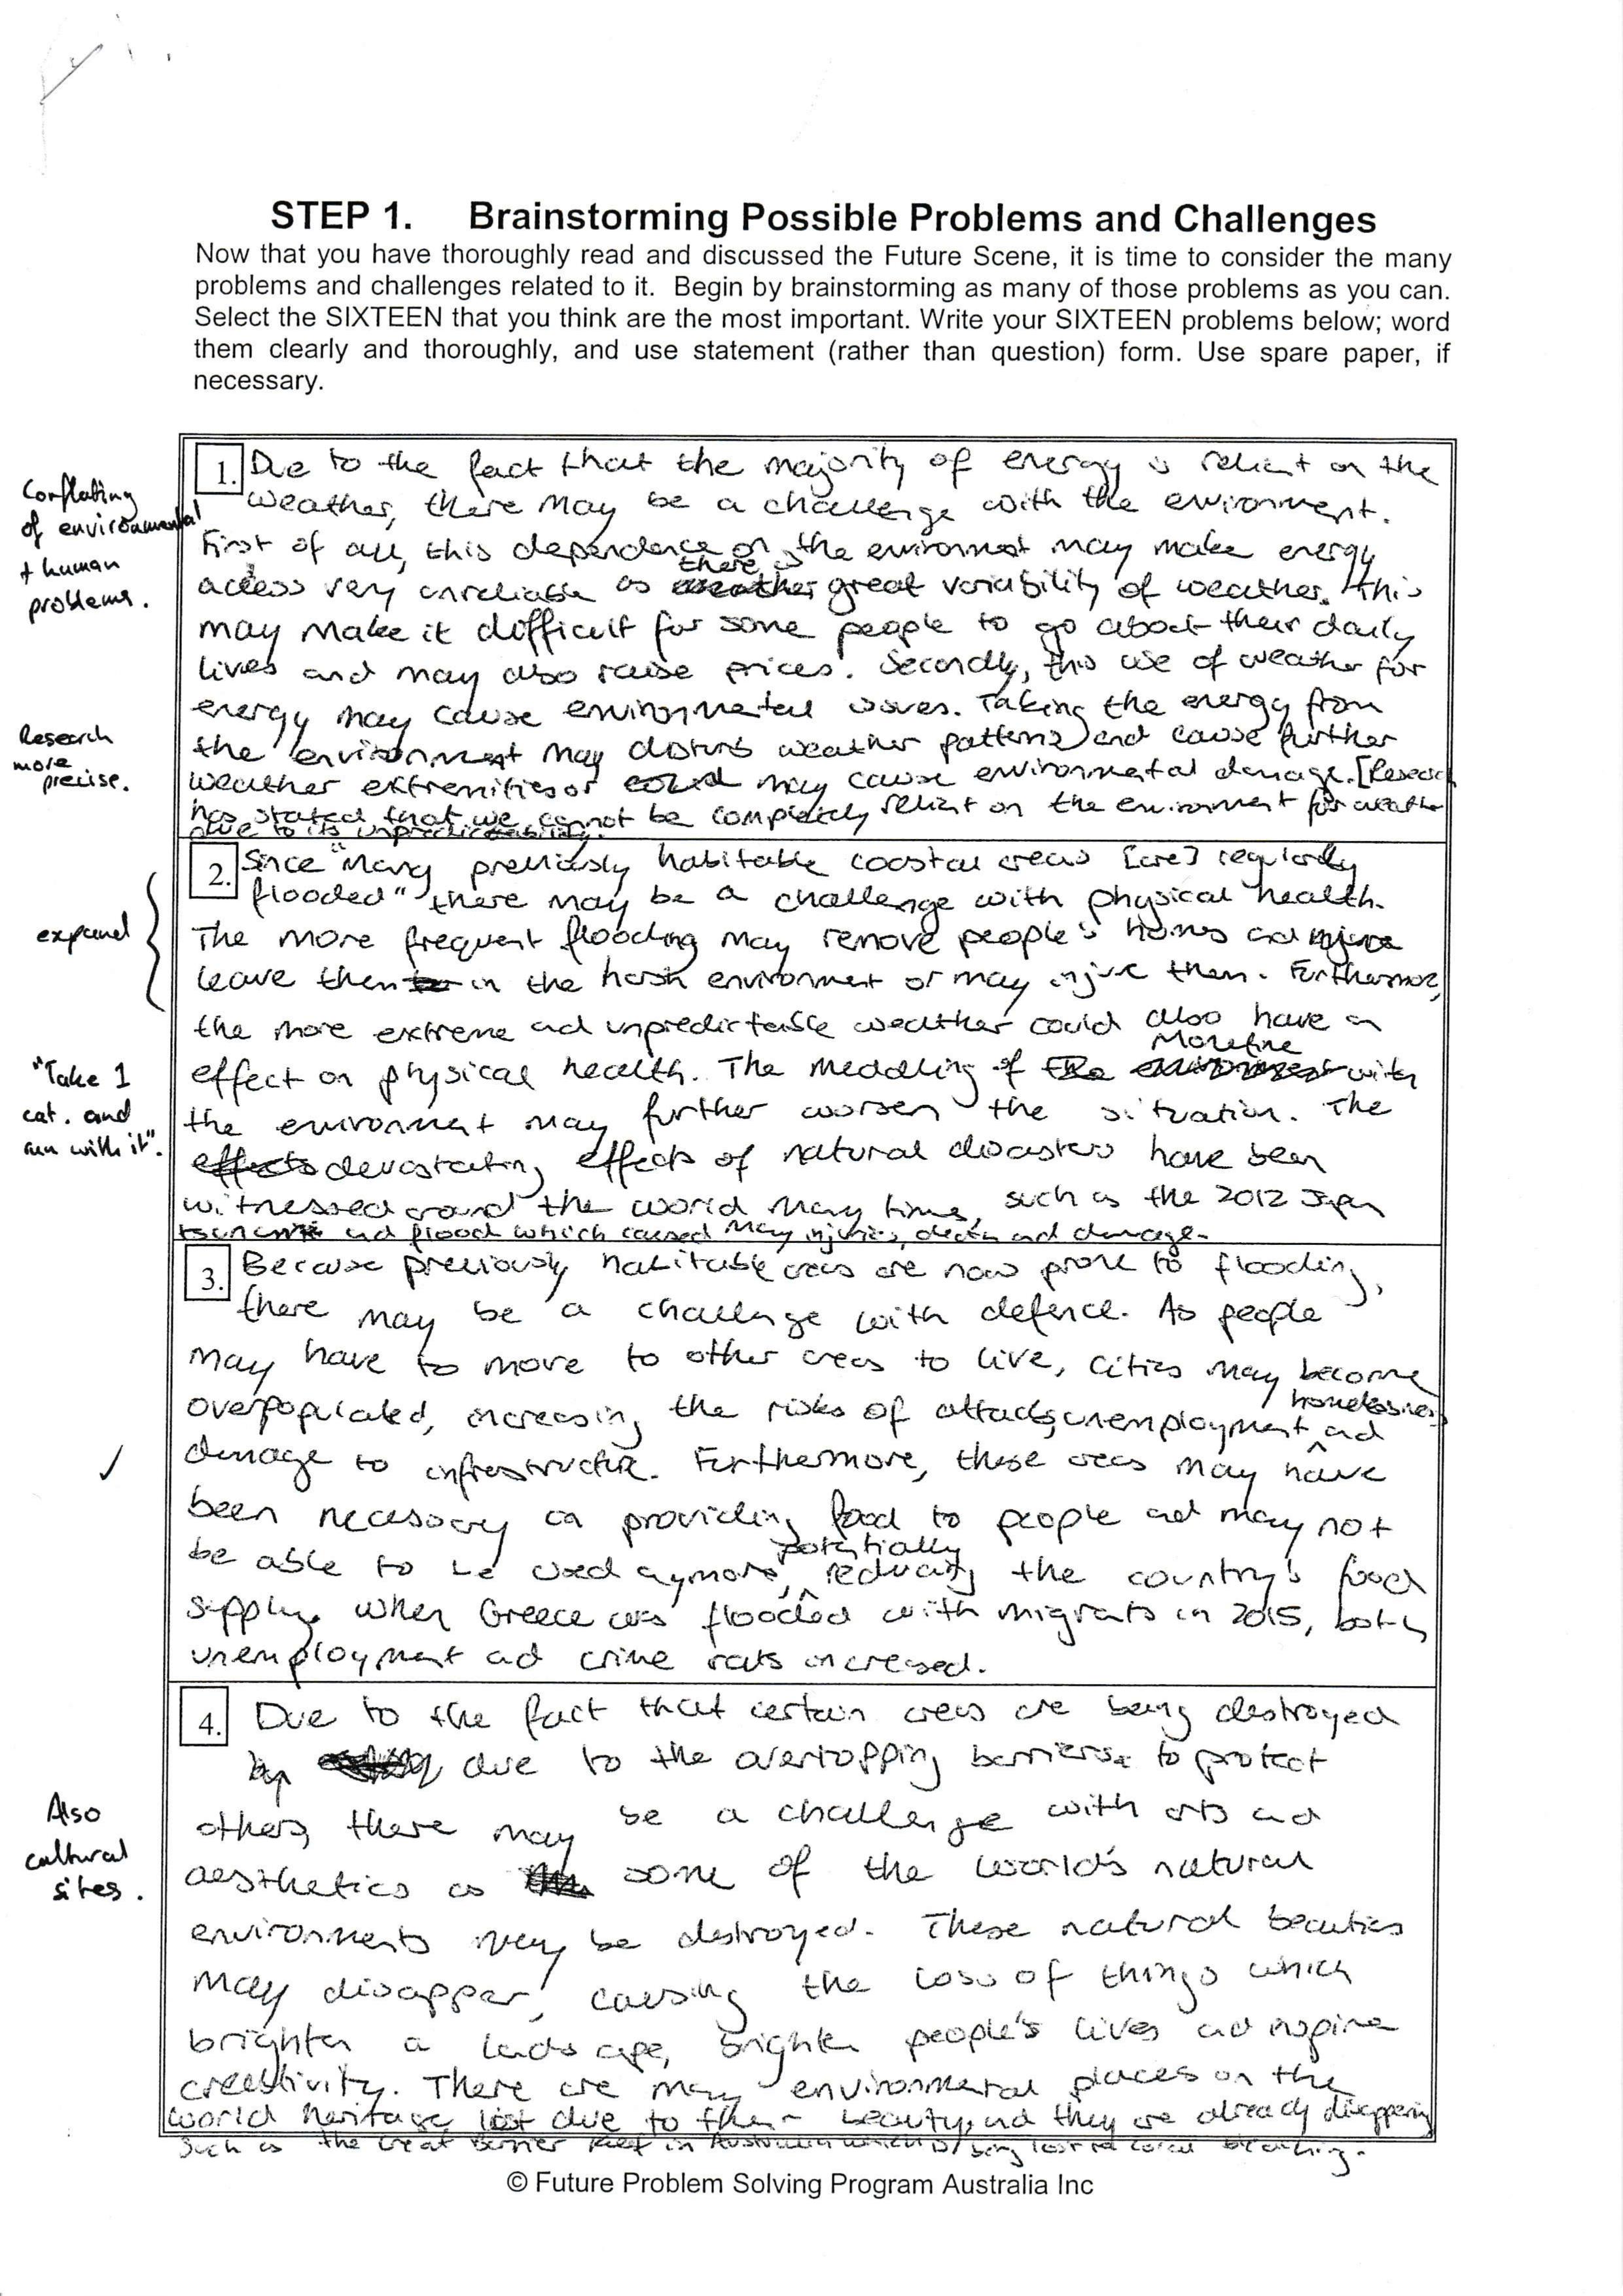 STEP 1. Brainstorming Possible Problems and Challenges
Now that you have thoroughly read and discussed the Future Scene, it is time to consider the many
problems and challenges related to it. Begin by brainstorming as many of those problems as you can.
Select the SIXTEEN that you think are the most important. Write your SIXTEEN problems below; word
them clearly and thoroughly, and use statement (rather than question) form. Use spare paper, if
necessary.
Conflating
of environmental
+ human
problems.
Research
more
precise.
1. Due to the fact that the majority of energy is reliant on the
weather, there may be a challenge with the environment.
First of all, this dependence on the environment may make energy
access very unreliable as there is great variability of weather. This
may make it difficult for some people to go about their daily
lives and may also raise prices. Secondly, this use of weather for
energy may cause environmental issues. Taking the energy from
the environment may disturb weather patterns and cause further
weather extremities or may cause environmental damage. [Research
has stated that we cannot be completely reliant on the environment for weather
due to its unpredictability.
expand
"Take 1
cat. and
run with it".
2. Since "Many previously habitable coastal areas [are] regularly
flooded" there may be a challenge with physical health.
The more frequent flooding may remove people's homes and
leave them in the harsh environment or may injure them. Furthermore,
the more extreme and unpredictable weather could also have an
effect on physical health. The meddling of Monetine with
the environment may further worsen the situation. The
devastating effects of natural disasters have been
witnessed around the world many times, such as the 2012 Japan
tsunami and flood which caused many injuries, death and damage.
✓
3. Because previously habitable areas are now prone to flooding,
there may be a challenge with defence. As people
may have to move to other areas to live, cities may become
overpopulated, increasing the risks of attacks, unemployment, homelessness and
damage to infrastructure. Furthermore, these areas may have
been necessary in providing food to people and may not
be able to be used anymore, potentially reducing the country's food
supply. When Greece was flooded with migrants in 2015, both
unemployment and crime rates increased.
Also
cultural
sites.
4. Due to the fact that certain areas are being destroyed
by due to the overtopping barriers to protect
others, there may be a challenge with arts and
aesthetics as some of the world's natural
environments may be destroyed. These natural beauties
may disappear, causing the loss of things which
brighten a landscape, brighten people's lives and inspire
creativity. There are many environmental places on the
world heritage list due to their beauty, and they are already disappearing
such as the Great Barrier Reef in Australia which is being lost to coral bleaching.
© Future Problem Solving Program Australia Inc